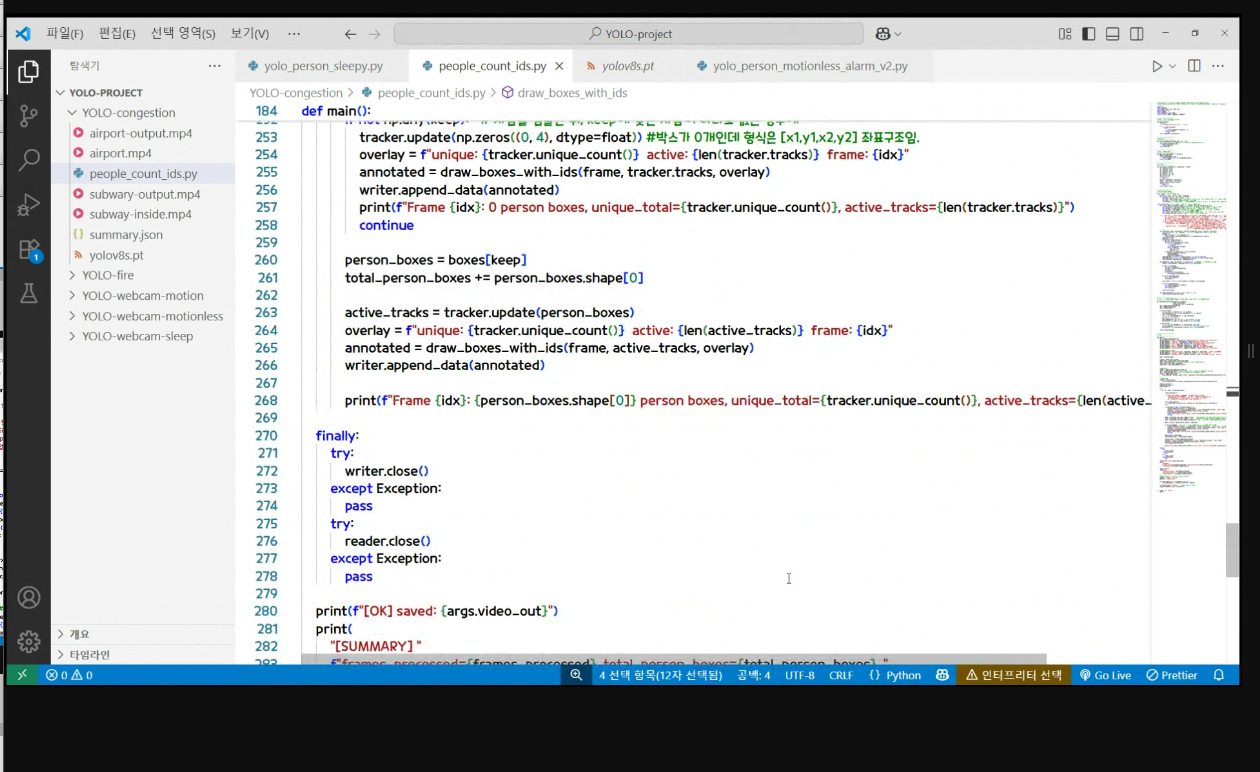 파일(F) 편집(E) 선택 영역(S) 보기(V) ··· YOLO-project
탐색기 ···
yolo_person_sleepy.py people_count_ids.py yolov8s.pt yolo_person_motionless_alarm_v2.py
YOLO-congestion > people_count_ids.py > draw_boxes_with_ids
YOLO-PROJECT
YOLO-congestion
airport-output.mp4
airport.mp4
people_count_ids.py
subwary-output.mp4
subway-inside.mp4
summary.json
yolov8s.pt
YOLO-fire
YOLO-webcam-motion
YOLO-webcam-motionless
YOLO-webcam-sleep
개요
타임라인
1
184 def main():
253 tracker.update(np.zeros((0, 4), dtype=float)) #박스가 0개인데 형식은 [x1,y1,x2,y2] 좌표구조임.
254 overlay = f"unique: {tracker.unique_count()} active: {len(tracker.tracks)} frame: {idx}"
255 annotated = draw_boxes_with_ids(frame, tracker.tracks, overlay)
256 writer.append_data(annotated)
257 print(f"Frame {idx}: 0 person boxes, unique_total={tracker.unique_count()}, active_tracks={len(tracker.tracks)}")
258 continue
259
260 person_boxes = boxes[keep]
261 total_person_boxes += person_boxes.shape[0]
262
263 active_tracks = tracker.update(person_boxes)
264 overlay = f"unique: {tracker.unique_count()} active: {len(active_tracks)} frame: {idx}"
265 annotated = draw_boxes_with_ids(frame, active_tracks, overlay)
266 writer.append_data(annotated)
267
268 print(f"Frame {idx}: {person_boxes.shape[0]} person boxes, unique_total={tracker.unique_count()}, active_tracks={len(active_
269
270 finally:
271 try:
272 writer.close()
273 except Exception:
274 pass
275 try:
276 reader.close()
277 except Exception:
278 pass
279
280 print(f"[OK] saved: {args.video_out}")
281 print(
282 "[SUMMARY] "
283 f"frames_processed={frames_processed}, total_person_boxes={total_person_boxes}, "
0 0 4 선택 항목(12자 선택됨) 공백: 4 UTF-8 CRLF {} Python 인터프리터 선택 Go Live Prettier